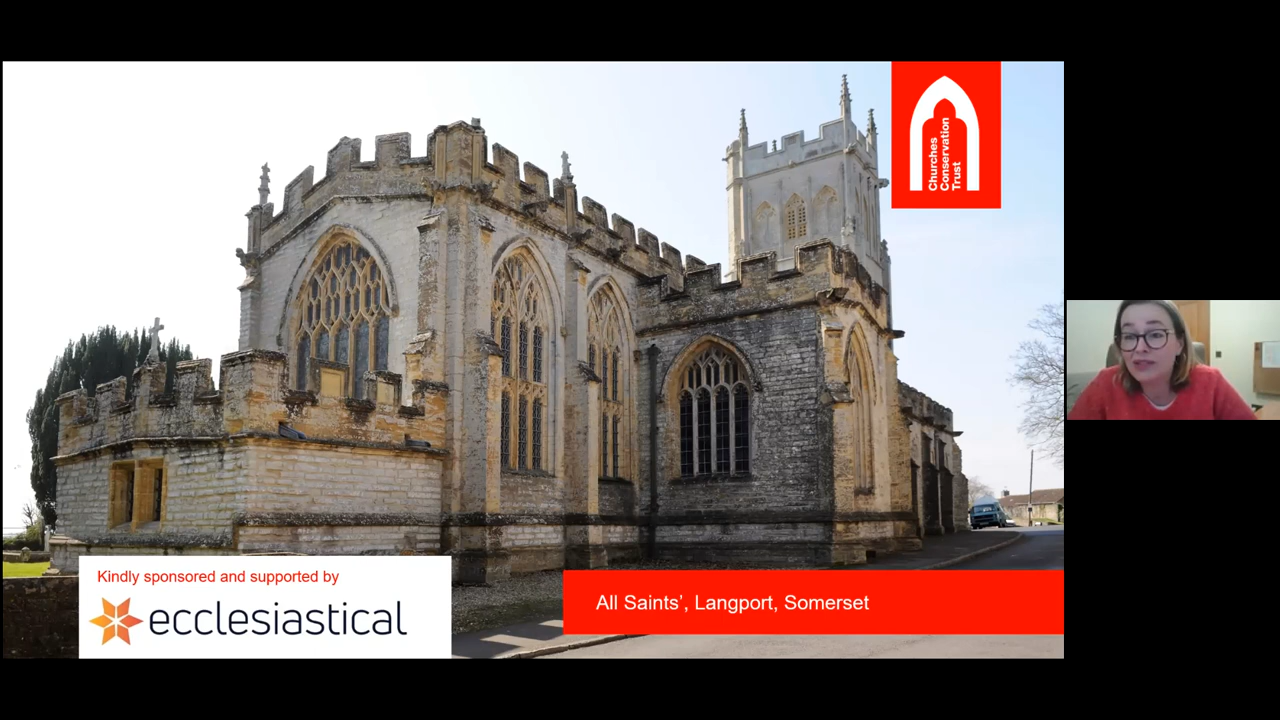 Churches
Conservation
Trust
Kindly sponsored and supported by
ecclesiastical
All Saints', Langport, Somerset